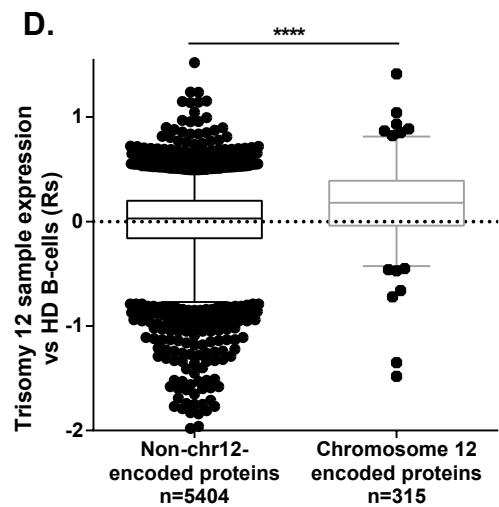 D.
****
Trisomy 12 sample expression
vs HD B-cells (Rs)
1
0
-1
-2
Non-chr12-
encoded proteins
n=5404
Chromosome 12
encoded proteins
n=315